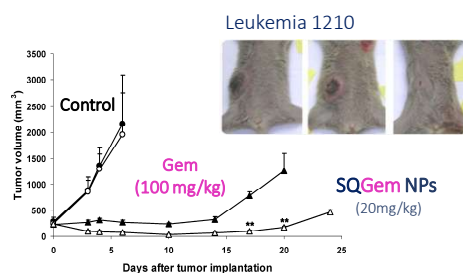 Leukemia 1210
3500
3000
2500
2000
1500
1000
500
0
Tumor volume (mm3)
Control
Gem
(100 mg/kg)
SQGem NPs
(20mg/kg)
** **
0 5 10 15 20 25
Days after tumor implantation